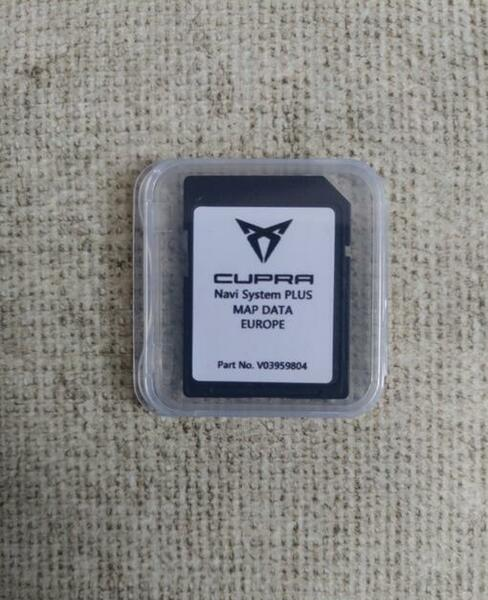 CUPRA
Navi System PLUS
MAP DATA
EUROPE
Part No. V03959804